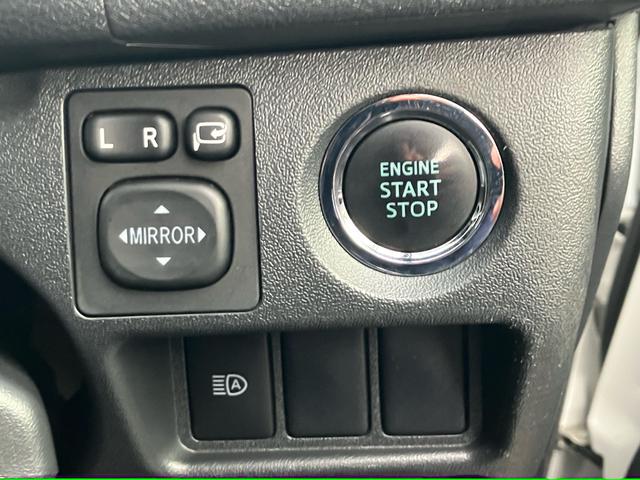 L R
MIRROR
ENGINE
START
STOP
A